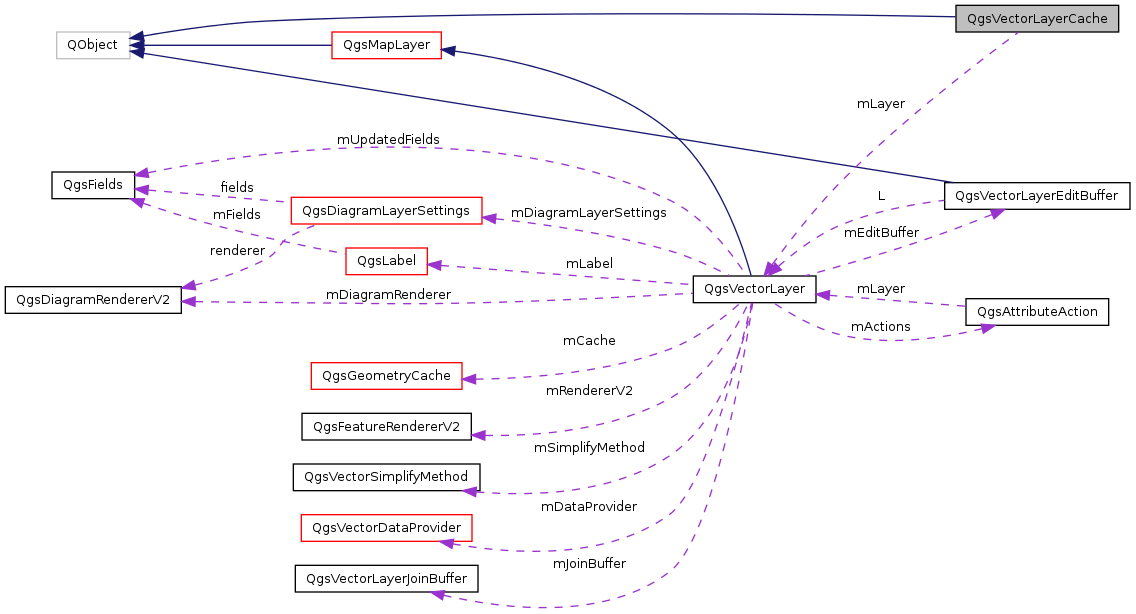 QgsVectorLayerCache
QObject
QgsMapLayer
mLayer
mUpdatedFields
QgsFields
fields
QgsVectorLayerEditBuffer
L
QgsDiagramLayerSettings
mDiagramLayerSettings
mFields
mEditBuffer
renderer
QgsLabel
mLabel
QgsVectorLayer
mLayer
QgsDiagramRendererV2
mDiagramRenderer
QgsAttributeAction
mActions
mCache
QgsGeometryCache
mRendererV2
QgsFeatureRendererV2
mSimplifyMethod
QgsVectorSimplifyMethod
mDataProvider
QgsVectorDataProvider
mJoinBuffer
QgsVectorLayerJoinBuffer